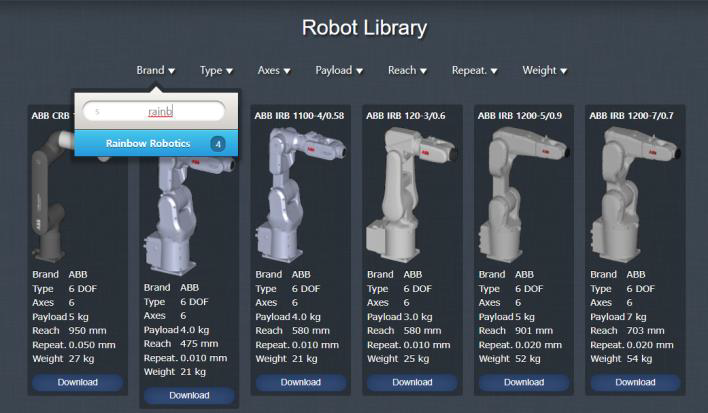 Robot Library
Brand Type Axes Payload Reach Repeat. Weight
s rainb
Rainbow Robotics 4
ABB CRB
Brand ABB
Type 6 DOF
Axes 6
Payload 5 kg
Reach 950 mm
Repeat. 0.050 mm
Weight 27 kg
Download
Brand ABB
Type 6 DOF
Axes 6
Payload 4.0 kg
Reach 475 mm
Repeat. 0.010 mm
Weight 21 kg
Download
ABB IRB 1100-4/0.58
Brand ABB
Type 6 DOF
Axes 6
Payload 4.0 kg
Reach 580 mm
Repeat. 0.010 mm
Weight 21 kg
Download
ABB IRB 120-3/0.6
ABB
Brand ABB
Type 6 DOF
Axes 6
Payload 3.0 kg
Reach 580 mm
Repeat. 0.010 mm
Weight 25 kg
Download
ABB IRB 1200-5/0.9
ABB
Brand ABB
Type 6 DOF
Axes 6
Payload 5 kg
Reach 901 mm
Repeat. 0.020 mm
Weight 52 kg
Download
ABB IRB 1200-7/0.7
ABB
Brand ABB
Type 6 DOF
Axes 6
Payload 7 kg
Reach 703 mm
Repeat. 0.020 mm
Weight 54 kg
Download